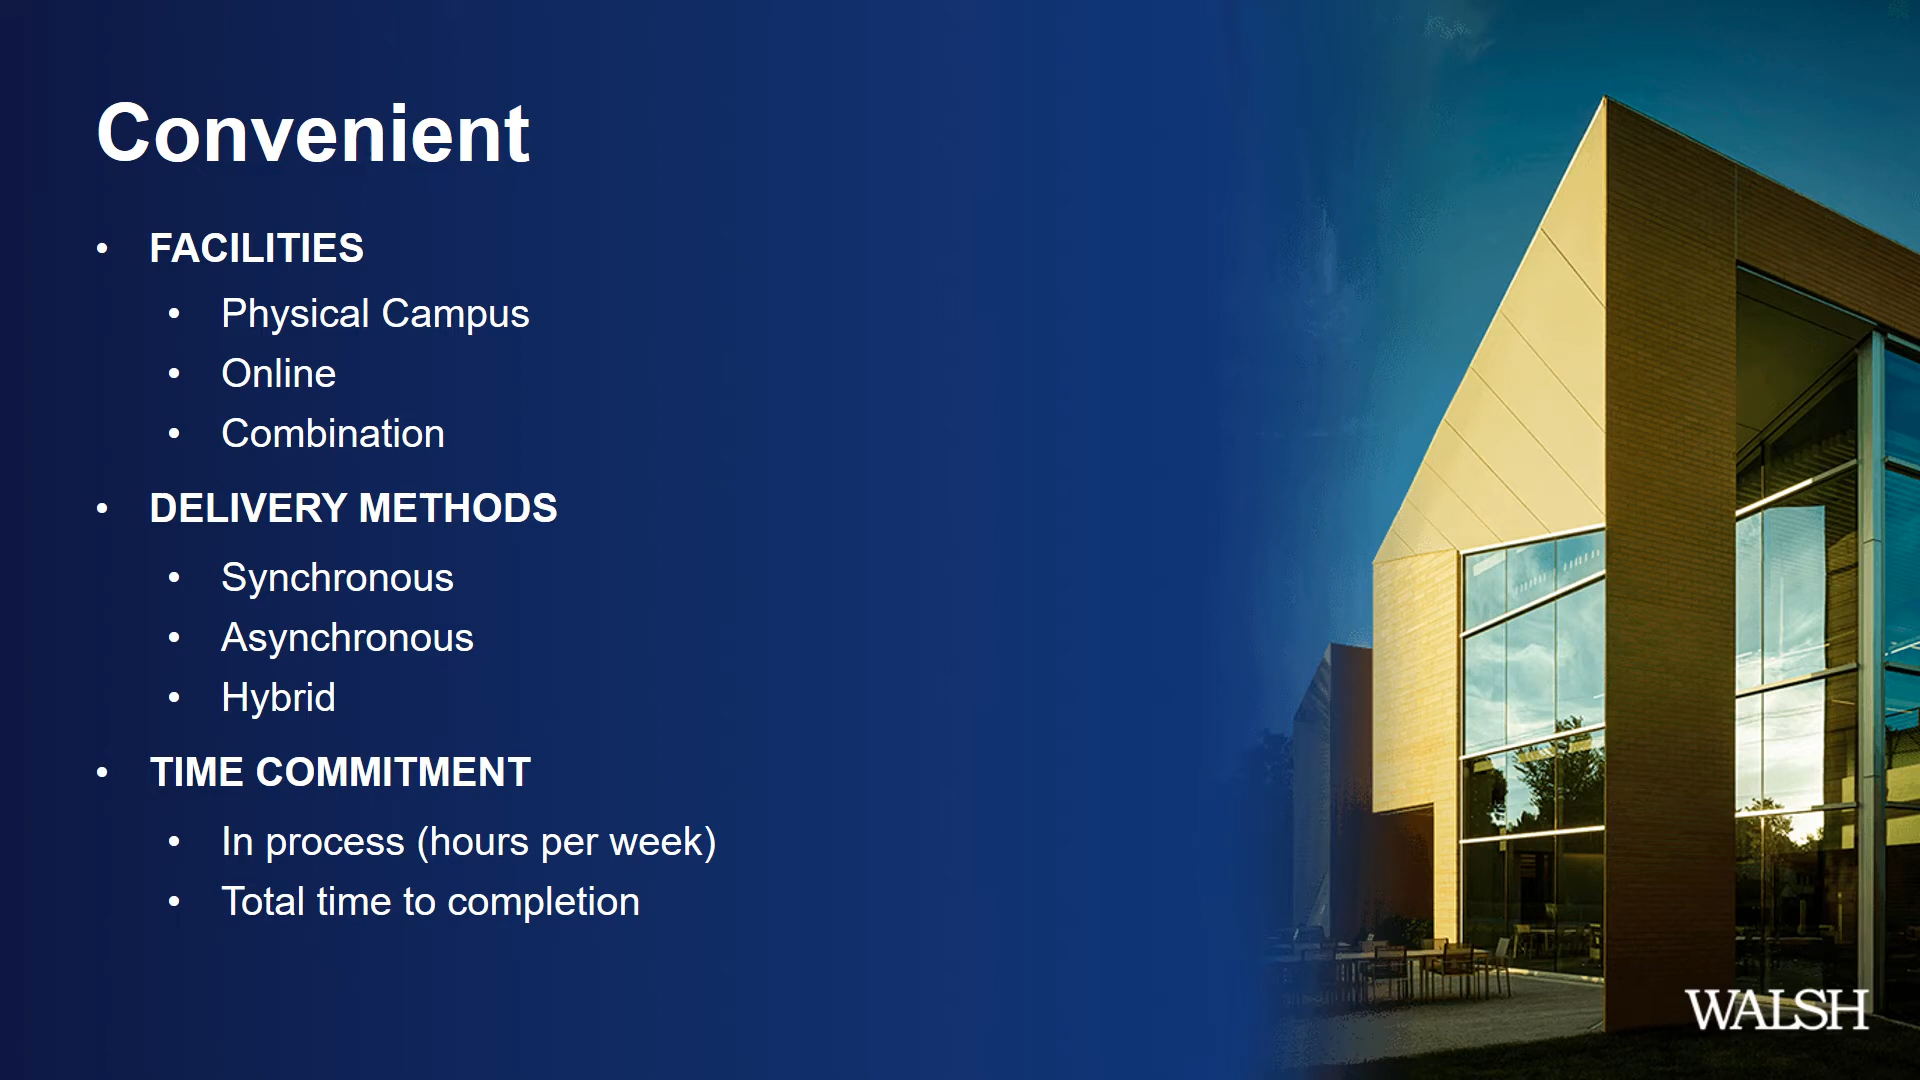 Convenient
• FACILITIES
• Physical Campus
• Online
• Combination
• DELIVERY METHODS
• Synchronous
• Asynchronous
• Hybrid
• TIME COMMITMENT
• In process (hours per week)
• Total time to completion
WALSH